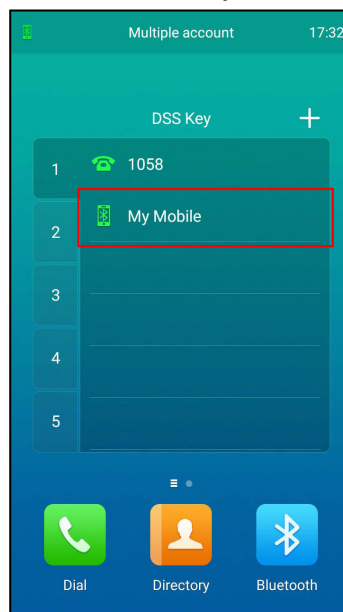 Multiple account 17:32
DSS Key +
1 1058
My Mobile
2
3
4
5
Dial Directory Bluetooth